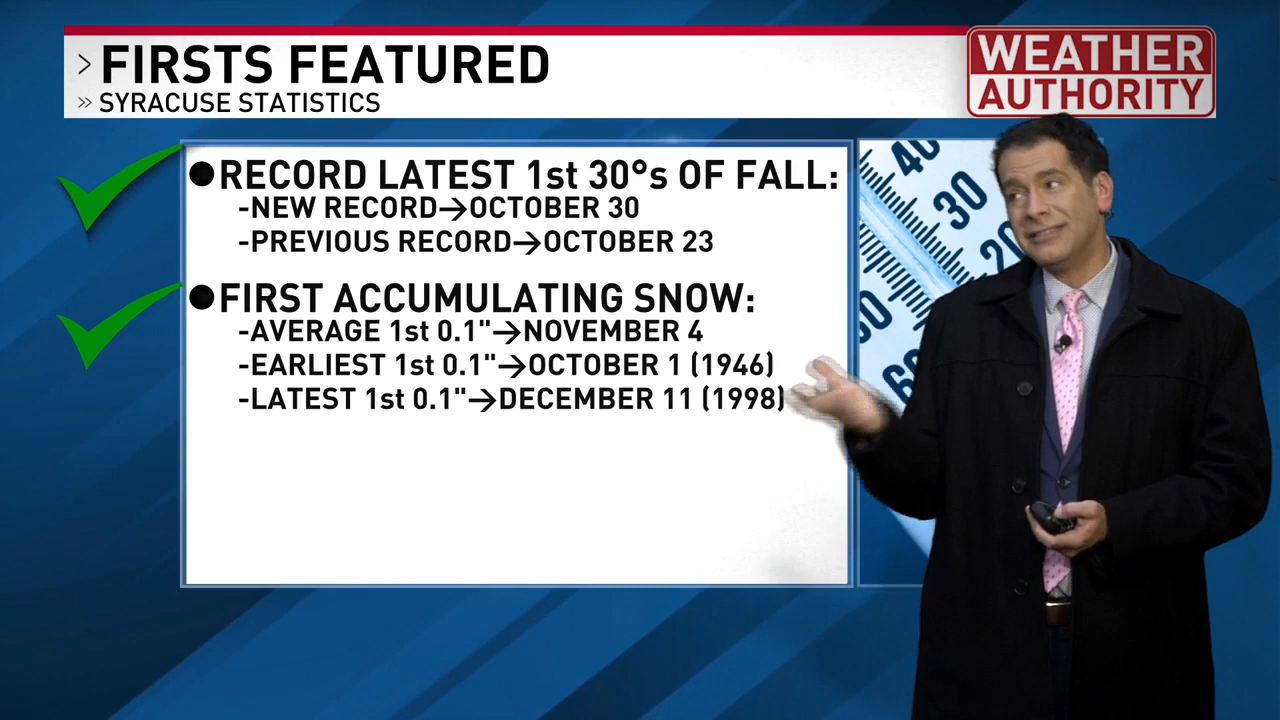 > FIRSTS FEATURED
» SYRACUSE STATISTICS
WEATHER
AUTHORITY
●RECORD LATEST 1st 30°s OF FALL:
-NEW RECORD→OCTOBER 30
-PREVIOUS RECORD→OCTOBER 23
●FIRST ACCUMULATING SNOW:
-AVERAGE 1st 0.1"→NOVEMBER 4
-EARLIEST 1st 0.1"→OCTOBER 1 (1946)
-LATEST 1st 0.1"→DECEMBER 11 (1998)
40
30